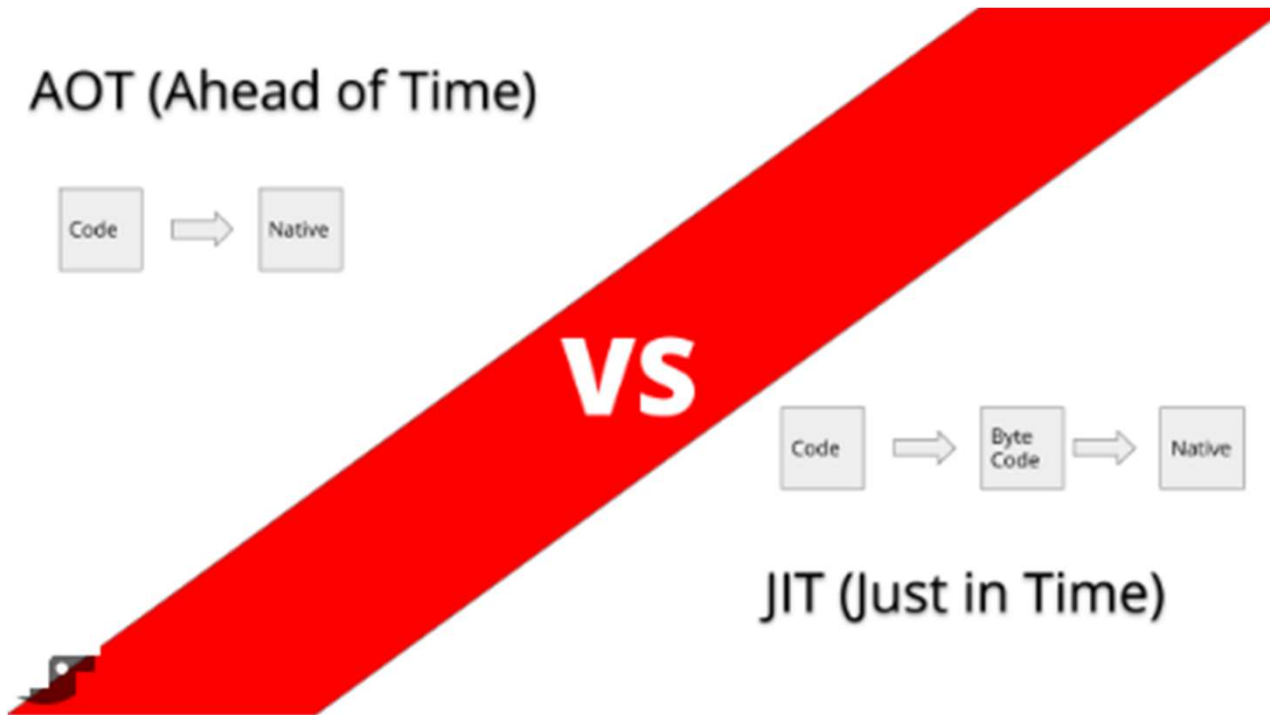 AOT (Ahead of Time)
Code
Native
VS
Code
Byte
Code
Native
JIT (Just in Time)